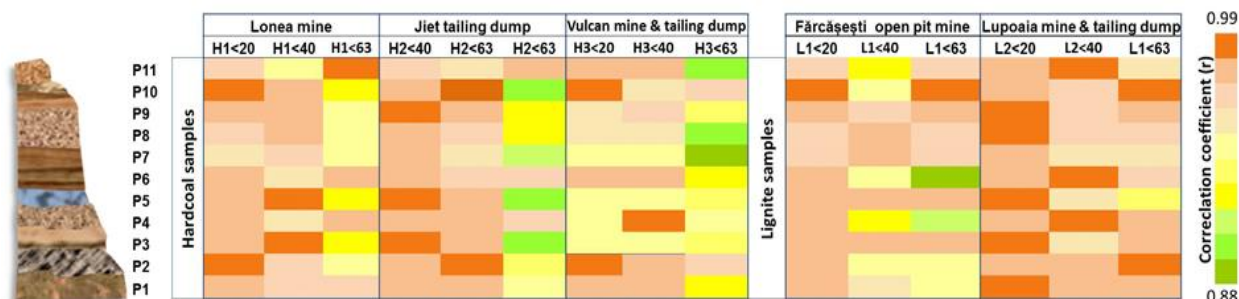 0.99
Lonea mine Jiet tailing dump Vulcan mine & tailing dump Fărcășești open pit mine Lupoaia mine & tailing dump
H1<20 H1<40 H1<63 H2<40 H2<63 H2<63 H3<20 H3<40 H3<63 L1<20 L1<40 L1<63 L2<20 L2<40 L1<63
P11
P10
P9
P8
P7
P6
P5
P4
P3
P2
P1
Hardcoal samples
Lignite samples
Correclation coefficient (r)
0.88